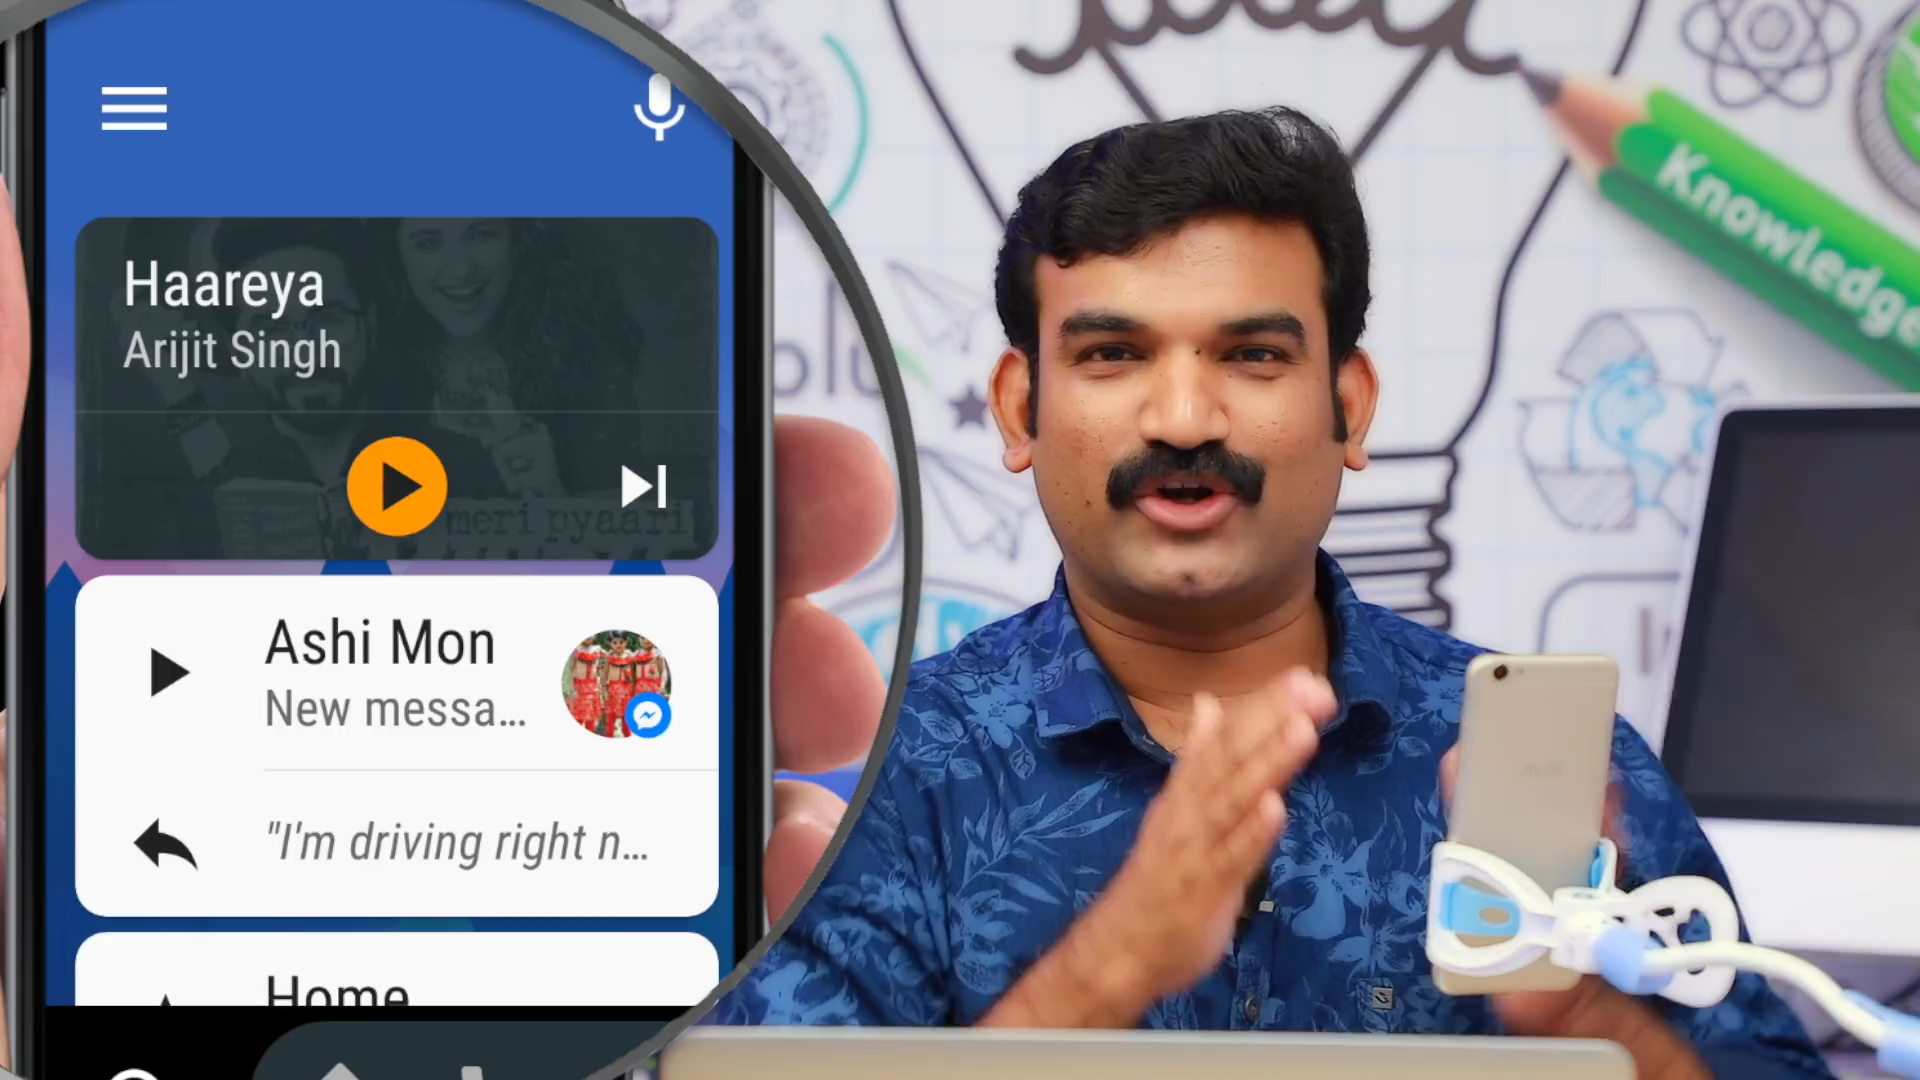 Haareya
Arijit Singh
meri pyaari
Ashi Mon
New messa...
"I'm driving right n...
Home
Knowledge